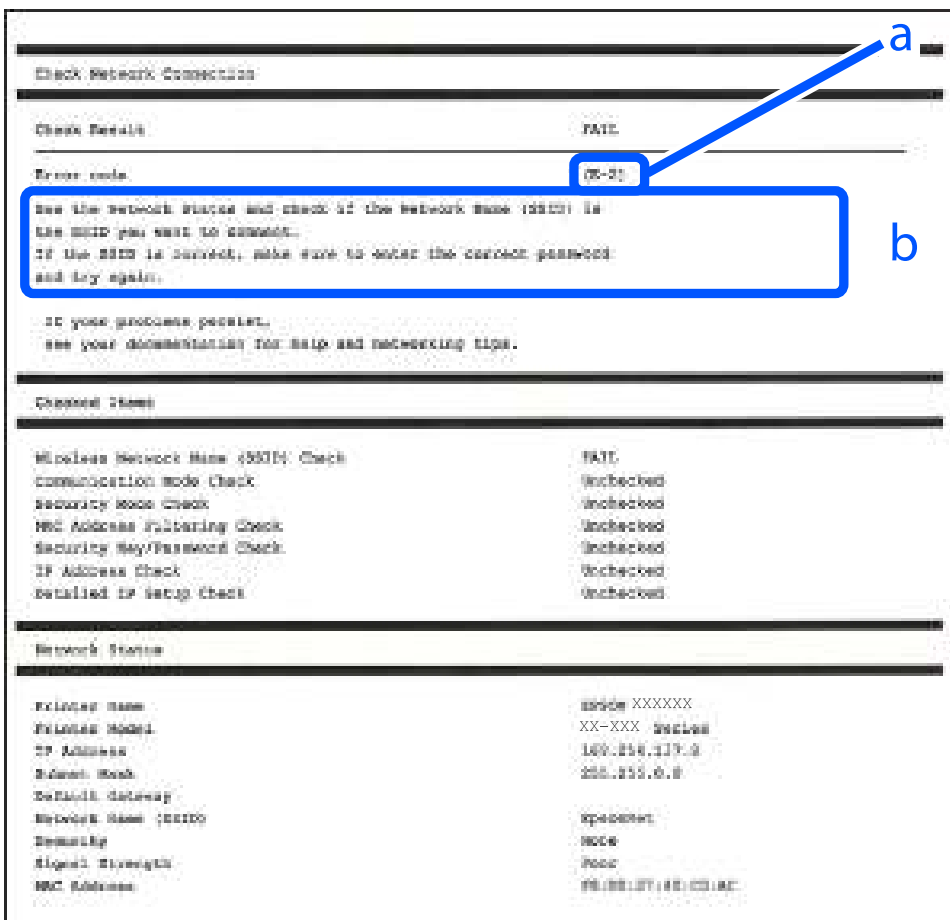 a
Check Network Connection
Check Result FAIL
Error code (E-2)
b
See the Network Status and check if the Network Name (SSID) is
the SSID you want to connect.
If the SSID is correct, make sure to enter the correct password
and try again.
If your problems persist,
see your documentation for help and networking tips.
Checked Items
Wireless Network Name (SSID) Check FAIL
Communication Mode Check Unchecked
Security Mode Check Unchecked
MAC Address Filtering Check Unchecked
Security Key/Password Check Unchecked
IP Address Check Unchecked
Detailed IP Setup Check Unchecked
Network Status
Printer Name EPSON XXXXXX
Printer Model XX-XXX Series
IP Address
Subnet Mask 255.255.0.0
Default Gateway
Network Name (SSID)
Security None
Signal Strength Poor
MAC Address